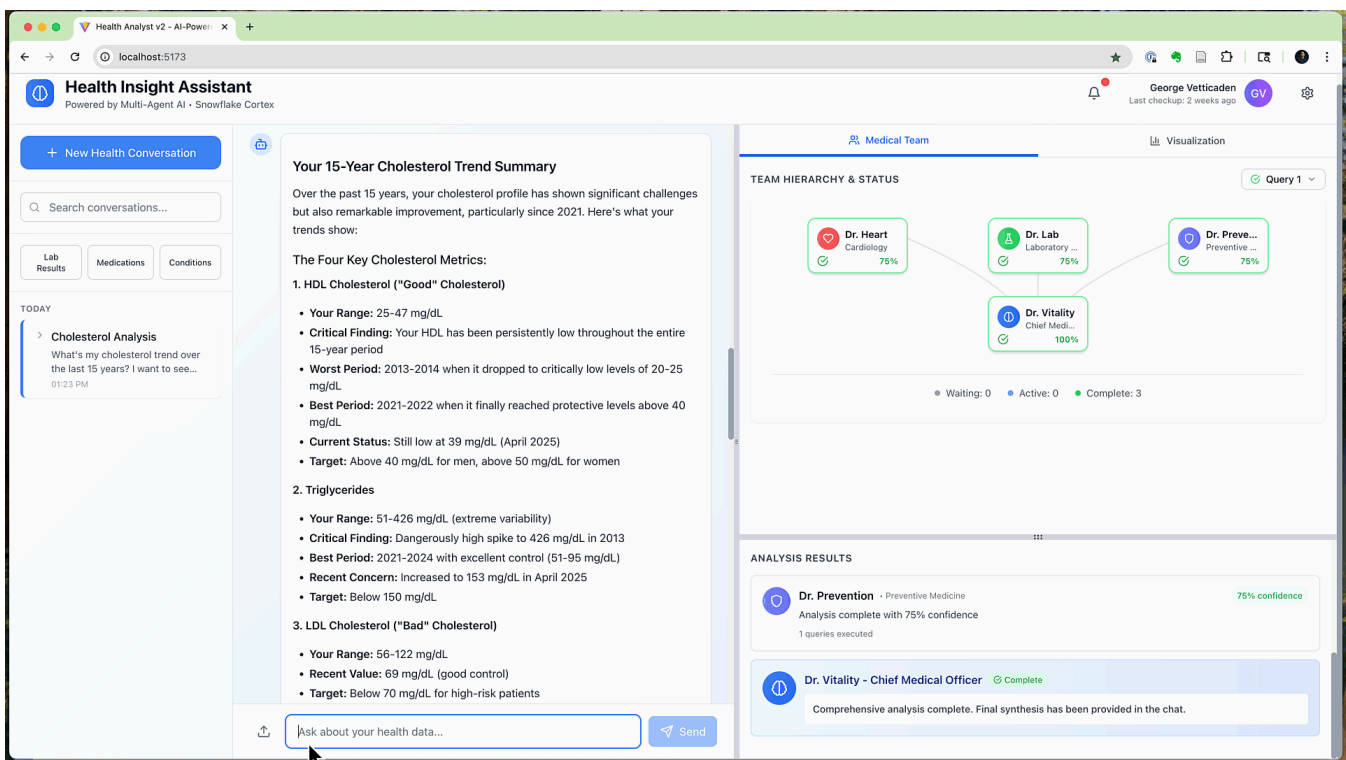 Health Analyst v2 - AI-Power
localhost:5173
Health Insight Assistant
Powered by Multi-Agent AI • Snowflake Cortex
George Vetticaden
Last checkup: 2 weeks ago
GV
+ New Health Conversation
Search conversations...
Lab
Results
Medications
Conditions
TODAY
Cholesterol Analysis
What's my cholesterol trend over
the last 15 years? I want to see...
01:23 PM
Your 15-Year Cholesterol Trend Summary
Over the past 15 years, your cholesterol profile has shown significant challenges
but also remarkable improvement, particularly since 2021. Here's what your
trends show:
The Four Key Cholesterol Metrics:
1. HDL Cholesterol ("Good" Cholesterol)
• Your Range: 25-47 mg/dL
• Critical Finding: Your HDL has been persistently low throughout the entire
15-year period
• Worst Period: 2013-2014 when it dropped to critically low levels of 20-25
mg/dL
• Best Period: 2021-2022 when it finally reached protective levels above 40
mg/dL
• Current Status: Still low at 39 mg/dL (April 2025)
• Target: Above 40 mg/dL for men, above 50 mg/dL for women
2. Triglycerides
• Your Range: 51-426 mg/dL (extreme variability)
• Critical Finding: Dangerously high spike to 426 mg/dL in 2013
• Best Period: 2021-2024 with excellent control (51-95 mg/dL)
• Recent Concern: Increased to 153 mg/dL in April 2025
• Target: Below 150 mg/dL
3. LDL Cholesterol ("Bad" Cholesterol)
• Your Range: 56-122 mg/dL
• Recent Value: 69 mg/dL (good control)
• Target: Below 70 mg/dL for high-risk patients
Ask about your health data...
Send
Medical Team
Visualization
TEAM HIERARCHY & STATUS
Query 1
Dr. Heart
Cardiology
75%
Dr. Lab
Laboratory ...
75%
Dr. Preve...
Preventive ...
75%
Dr. Vitality
Chief Medi...
100%
Waiting: 0
Active: 0
Complete: 3
ANALYSIS RESULTS
Dr. Prevention • Preventive Medicine
75% confidence
Analysis complete with 75% confidence
1 queries executed
Dr. Vitality - Chief Medical Officer
Complete
Comprehensive analysis complete. Final synthesis has been provided in the chat.